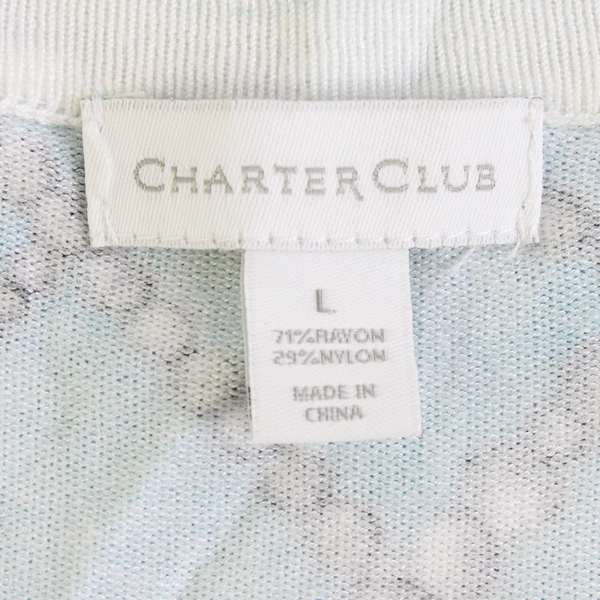 CHARTER CLUB
L
71%RAYON
29%NYLON
MADE IN
CHINA